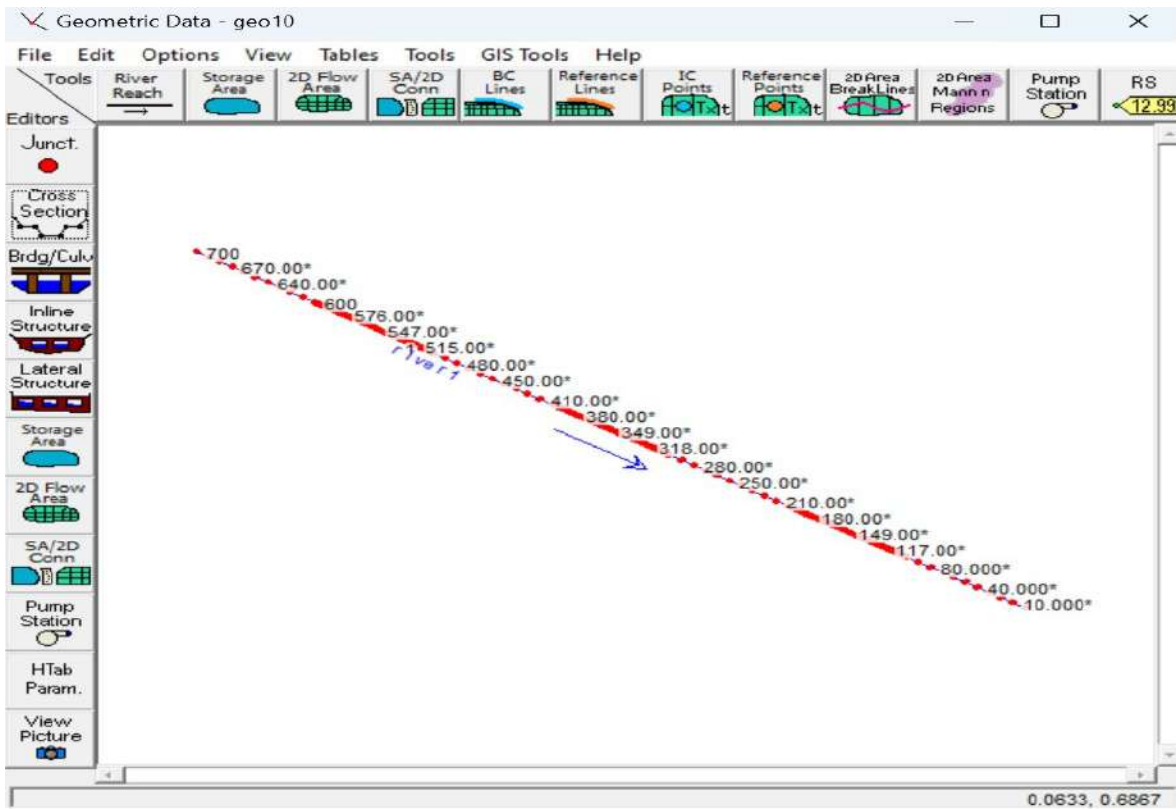 Geometric Data - geo10
File Edit Options View Tables Tools GIS Tools Help
Tools
Editors
River Reach
Storage Area
2D Flow Area
SA/2D Conn
BC Lines
Reference Lines
IC Points
Reference Points
2D Area BreakLines
2D Area Mann n Regions
Pump Station
RS
12.99
Junct.
Cross Section
Brdg/Culv
Inline Structure
Lateral Structure
Storage Area
2D Flow Area
SA/2D Conn
Pump Station
HTab Param.
View Picture
700
670.00*
640.00*
600
576.00*
547.00*
515.00*
480.00*
450.00*
410.00*
380.00*
349.00*
318.00*
280.00*
250.00*
210.00*
180.00*
149.00*
117.00*
80.000*
40.000*
10.000*
0.0633, 0.6867